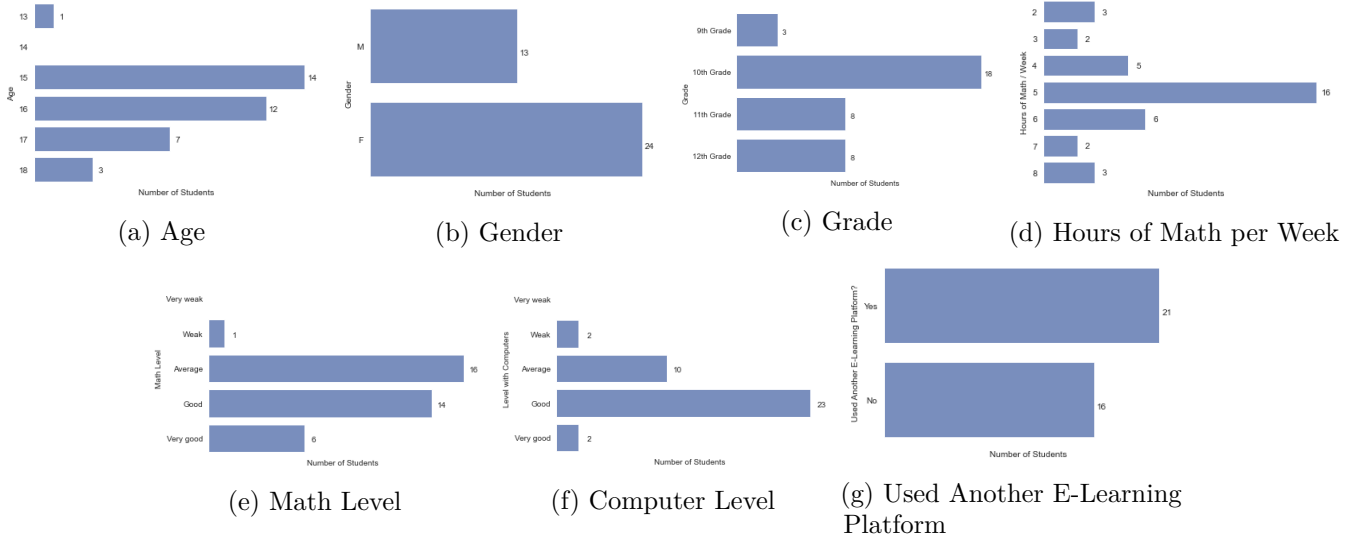 13
1
14
15
14
16
12
17
7
18
3
Age
Number of Students
(a) Age
M
13
F
24
Gender
Number of Students
(b) Gender
9th Grade
3
10th Grade
18
11th Grade
8
12th Grade
8
Grade
Number of Students
(c) Grade
2
3
3
2
4
5
5
16
6
6
7
2
8
3
Hours of Math / Week
Number of Students
(d) Hours of Math per Week
Very weak
Weak
1
Average
16
Good
14
Very good
6
Math Level
Number of Students
(e) Math Level
Very weak
Weak
2
Average
10
Good
23
Very good
2
Level with Computers
Number of Students
(f) Computer Level
Yes
21
No
16
Used Another E-Learning Platform?
Number of Students
(g) Used Another E-Learning
Platform